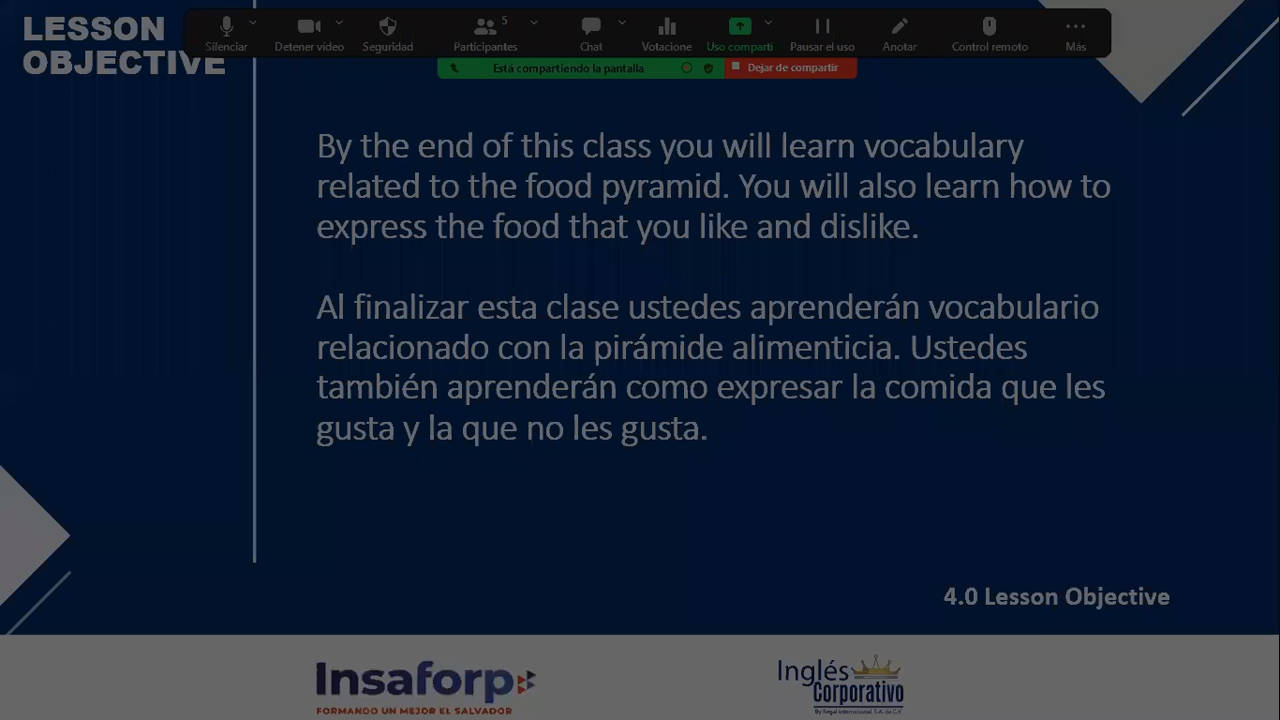 LESSON
OBJECTIVE
Silenciar
Detener video
Seguridad
5
Participantes
Chat
Votacione
Uso comparti
Pausar el uso
Anotar
Control remoto
Más
Está compartiendo la pantalla
Dejar de compartir
By the end of this class you will learn vocabulary
related to the food pyramid. You will also learn how to
express the food that you like and dislike.
Al finalizar esta clase ustedes aprenderán vocabulario
relacionado con la pirámide alimenticia. Ustedes
también aprenderán como expresar la comida que les
gusta y la que no les gusta.
4.0 Lesson Objective
Insaforp
FORMANDO UN MEJOR EL SALVADOR
Inglés
Corporativo
By Regal International, S.A. de C.V